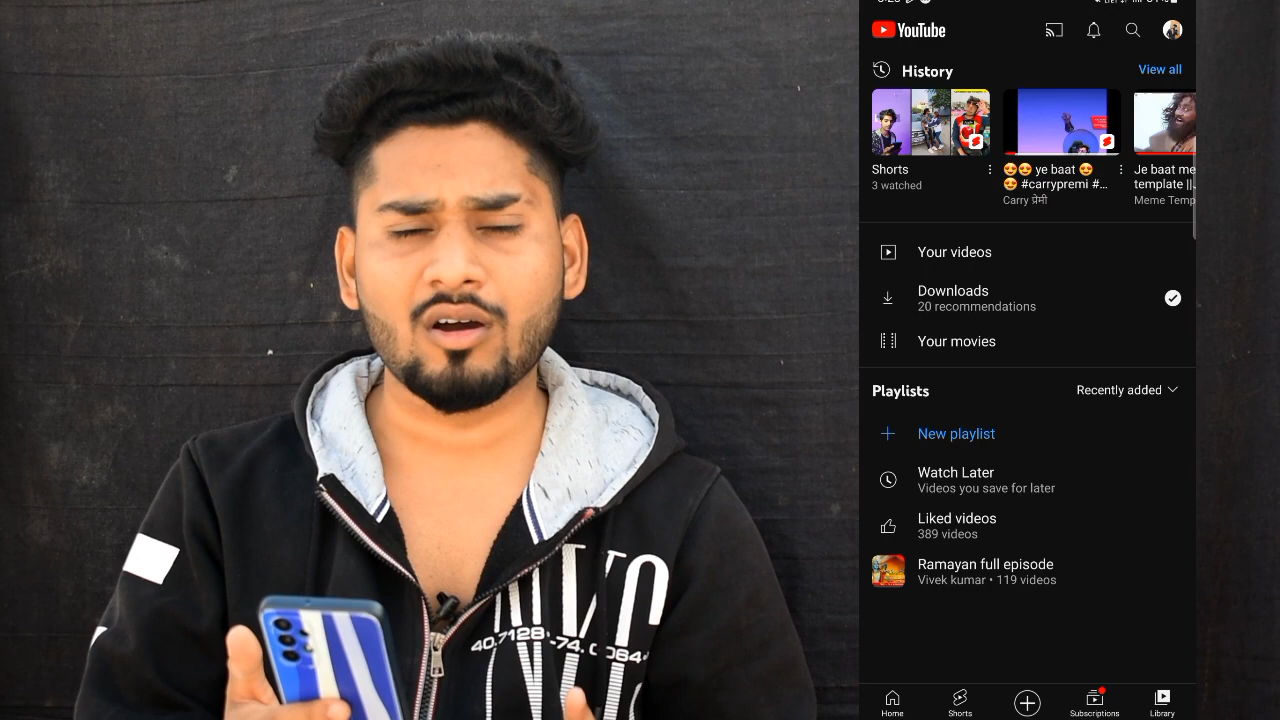 YouTube
History
View all
Shorts
3 watched
😍😍 ye baat 😍
😍 #carrypremi #...
Carry प्रेमी
Je baat me
template ||
Meme Temp
Your videos
Downloads
20 recommendations
Your movies
Playlists
Recently added
New playlist
Watch Later
Videos you save for later
Liked videos
389 videos
Ramayan full episode
Vivek kumar • 119 videos
Home
Shorts
Subscriptions
Library
NYC
40.7128